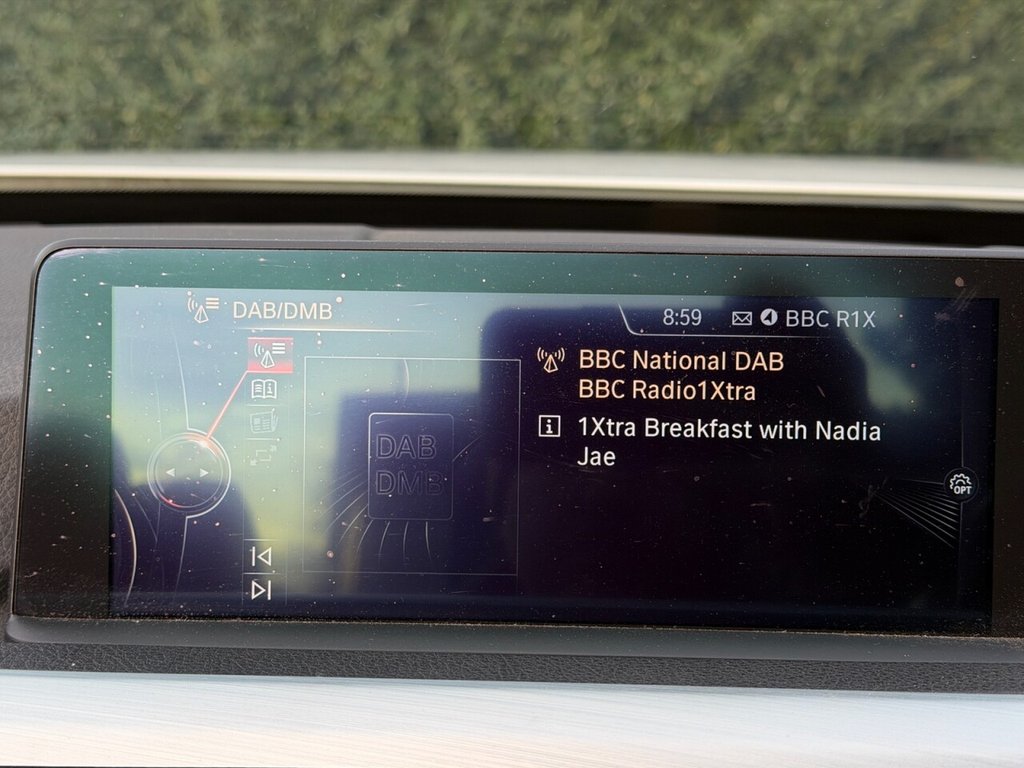 DAB/DMB
8:59 BBC R1X
BBC National DAB
BBC Radio1Xtra
1Xtra Breakfast with Nadia
Jae
DAB
DMB
OPT